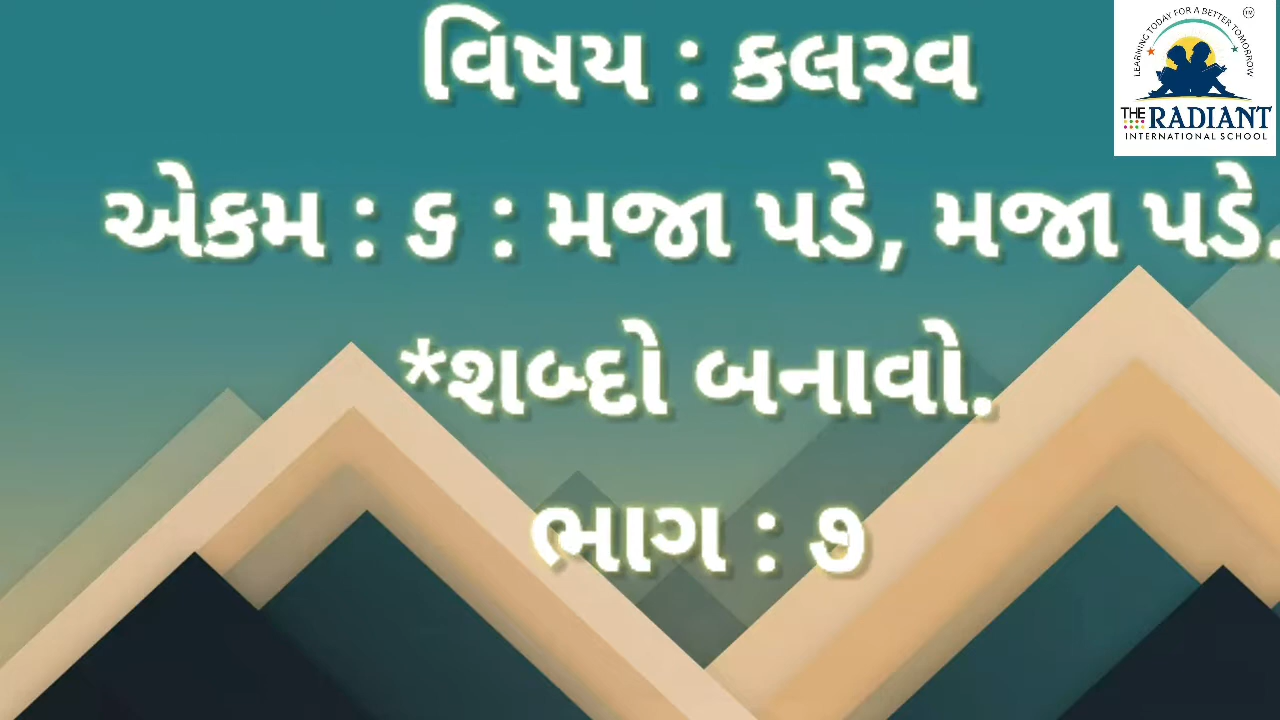 વિષય : કલરવ
એકમ : ૬ : મજા પડે, મજા પડે.
*શબ્દો બનાવો.
ભાગ : ૭
LEARNING TODAY FOR A BETTER TOMORROW
THE RADIANT
INTERNATIONAL SCHOOL